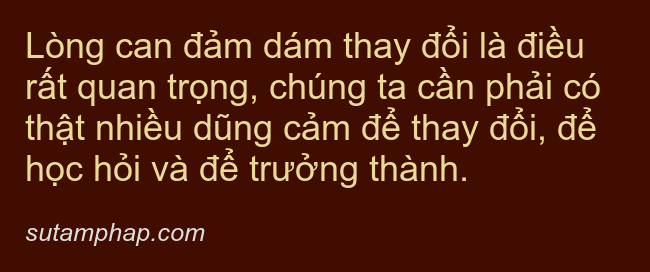 Lòng can đảm dám thay đổi là điều
rất quan trọng, chúng ta cần phải có
thật nhiều dũng cảm để thay đổi, để
học hỏi và để trưởng thành.
sutamphap.com